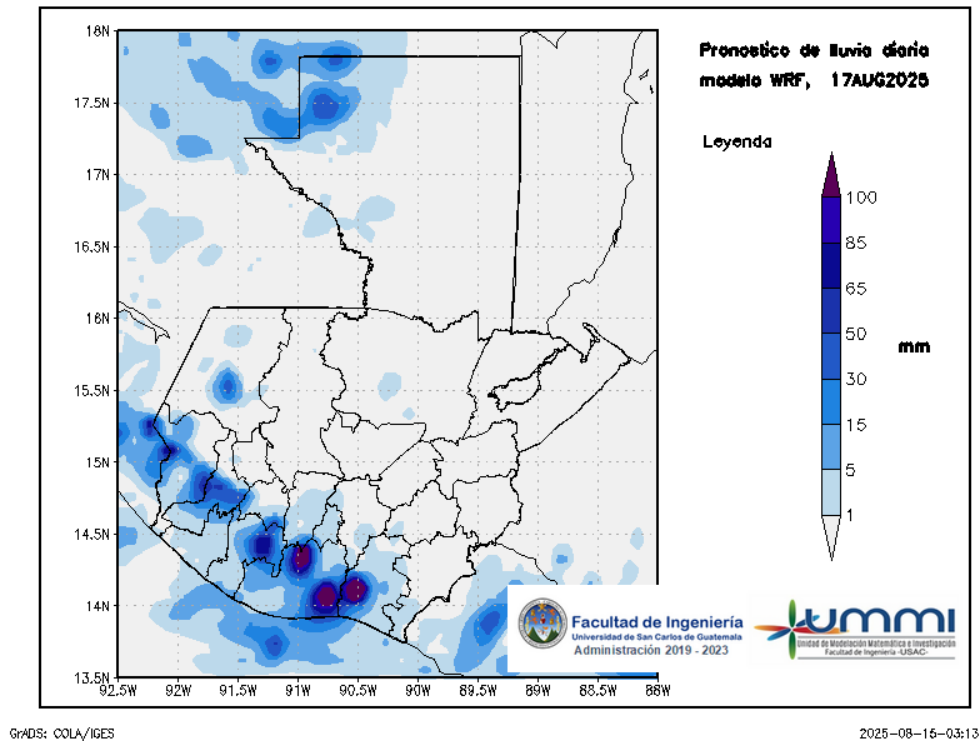 Pronostico de lluvia diaria
modelo WRF, 17AUG2025
Leyenda
100
85
65
50
mm
30
15
5
1
18N
17.5N
17N
16.5N
16N
15.5N
15N
14.5N
14N
13.5N
92.5W 92W 91.5W 91W 90.5W 90W 89.5W 89W 88.5W 88W
Facultad de Ingeniería
Universidad de San Carlos de Guatemala
Administración 2019 - 2023
ummi
Unidad de Modelación Matemática e Investigación
Facultad de Ingeniería -USAC-
GrADS: COLA/IGES
2025-08-15-03:13